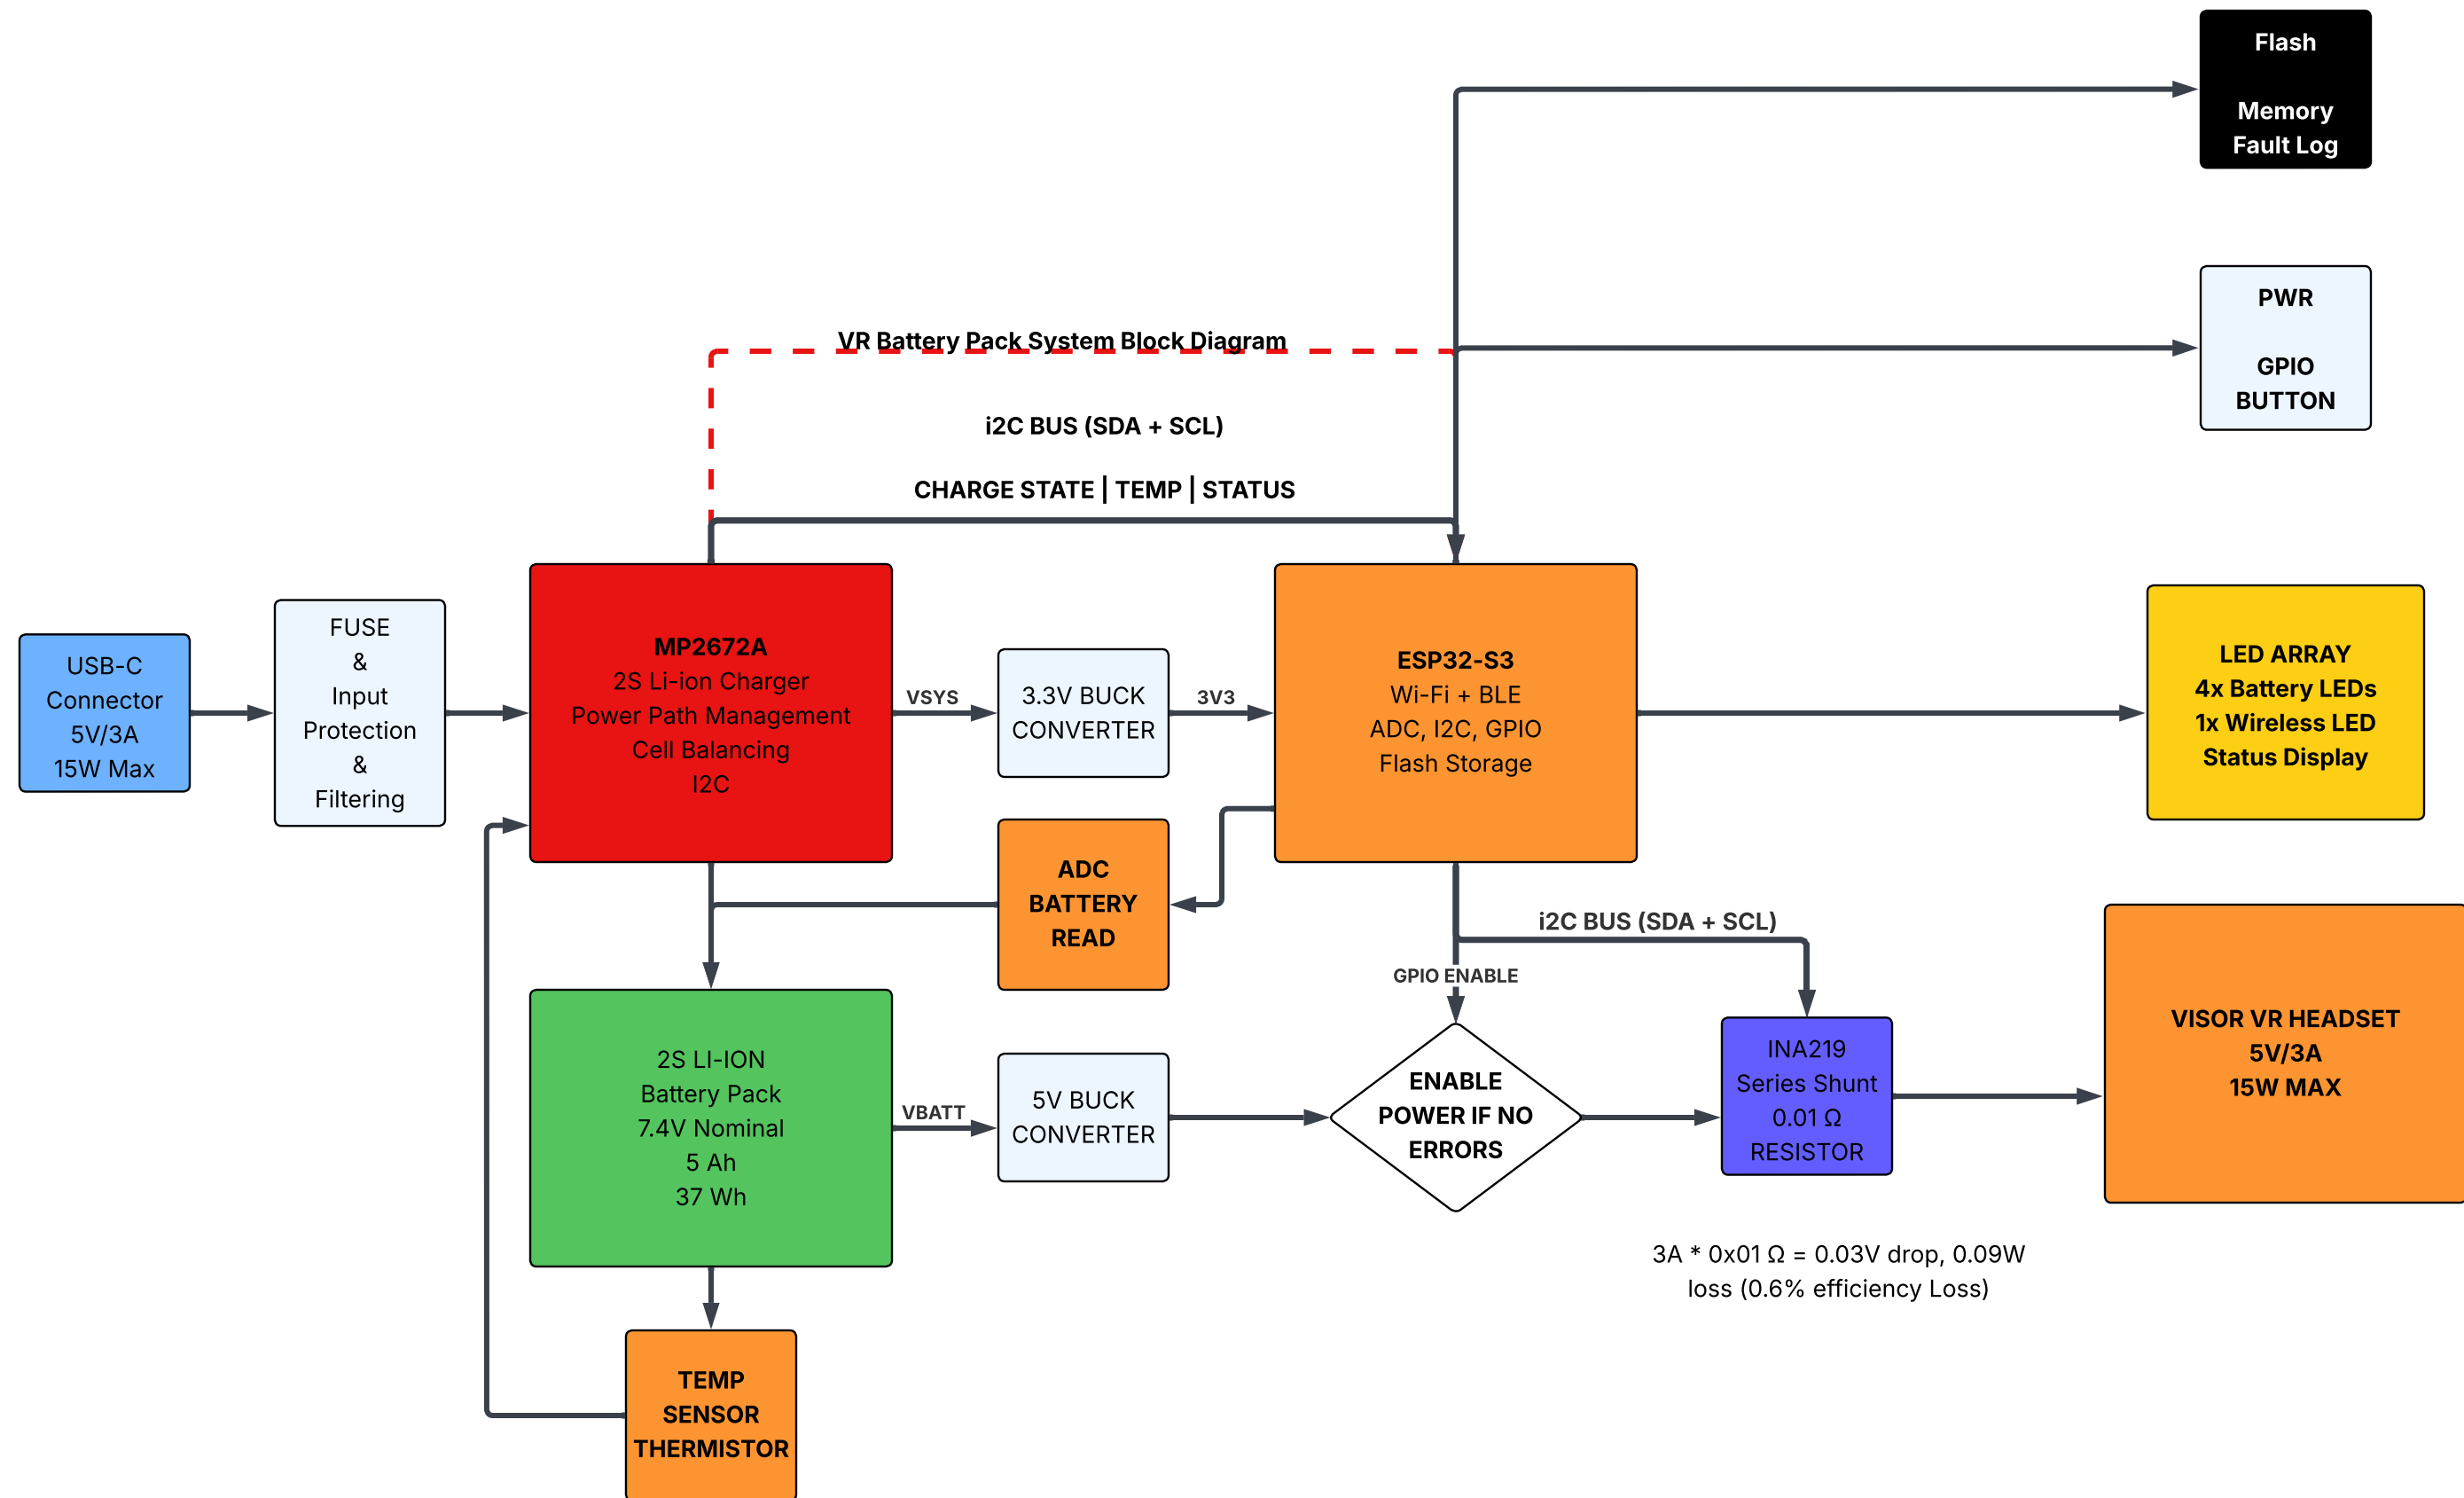 Flash
Memory
Fault Log
PWR
GPIO
BUTTON
VR Battery Pack System Block Diagram
i2C BUS (SDA + SCL)
CHARGE STATE | TEMP | STATUS
USB-C
Connector
5V/3A
15W Max
FUSE
&
Input
Protection
&
Filtering
MP2672A
2S Li-ion Charger
Power Path Management
Cell Balancing
I2C
VSYS
3.3V BUCK
CONVERTER
3V3
ESP32-S3
Wi-Fi + BLE
ADC, I2C, GPIO
Flash Storage
LED ARRAY
4x Battery LEDs
1x Wireless LED
Status Display
ADC
BATTERY
READ
i2C BUS (SDA + SCL)
GPIO ENABLE
2S LI-ION
Battery Pack
7.4V Nominal
5 Ah
37 Wh
VBATT
5V BUCK
CONVERTER
ENABLE
POWER IF NO
ERRORS
INA219
Series Shunt
0.01 Ω
RESISTOR
VISOR VR HEADSET
5V/3A
15W MAX
3A * 0x01 Ω = 0.03V drop, 0.09W
loss (0.6% efficiency Loss)
TEMP
SENSOR
THERMISTOR